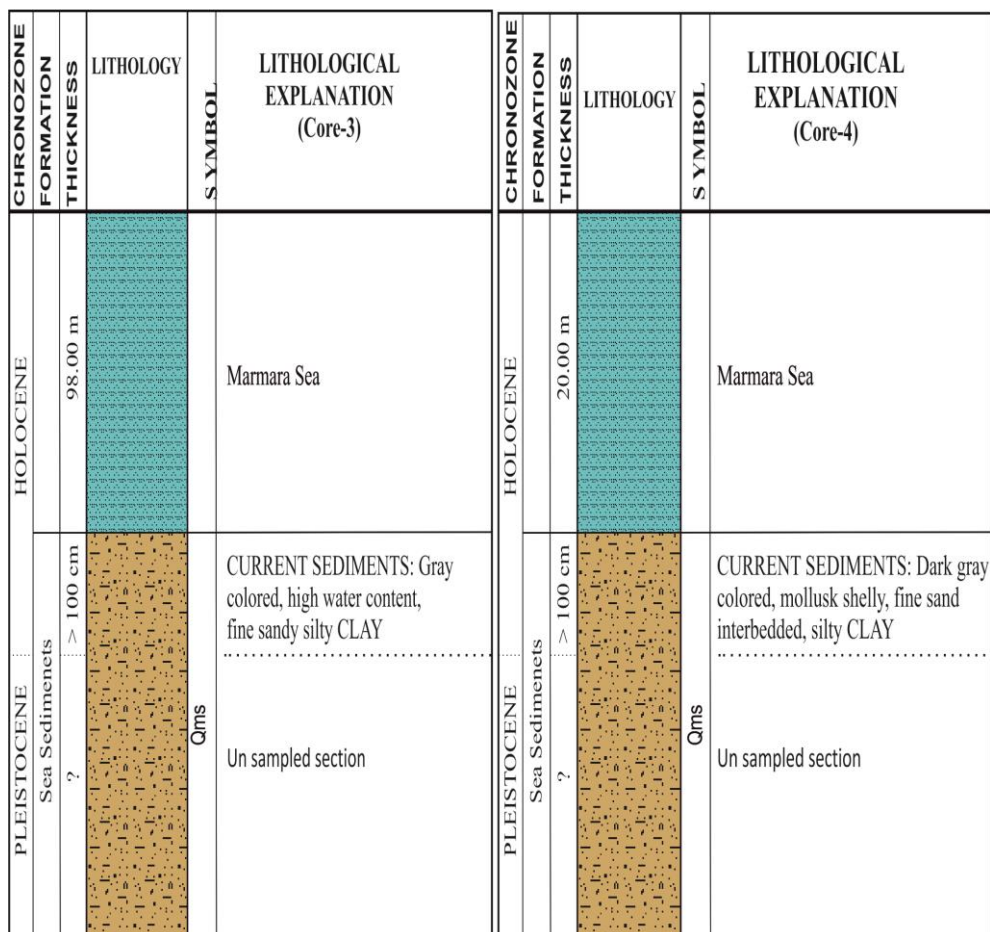 CHRONOZONE
FORMATION
THICKNESS
LITHOLOGY
S YMBOL
LITHOLOGICAL
EXPLANATION
(Core-3)
HOLOCENE
98.00 m
Marmara Sea
PLEISTOCENE
Sea Sedimenets
> 100 cm
?
Qms
CURRENT SEDIMENTS: Gray
colored, high water content,
fine sandy silty CLAY
Un sampled section
CHRONOZONE
FORMATION
THICKNESS
LITHOLOGY
S YMBOL
LITHOLOGICAL
EXPLANATION
(Core-4)
HOLOCENE
20.00 m
Marmara Sea
PLEISTOCENE
Sea Sedimenets
> 100 cm
?
Qms
CURRENT SEDIMENTS: Dark gray
colored, mollusk shelly, fine sand
interbedded, silty CLAY
Un sampled section